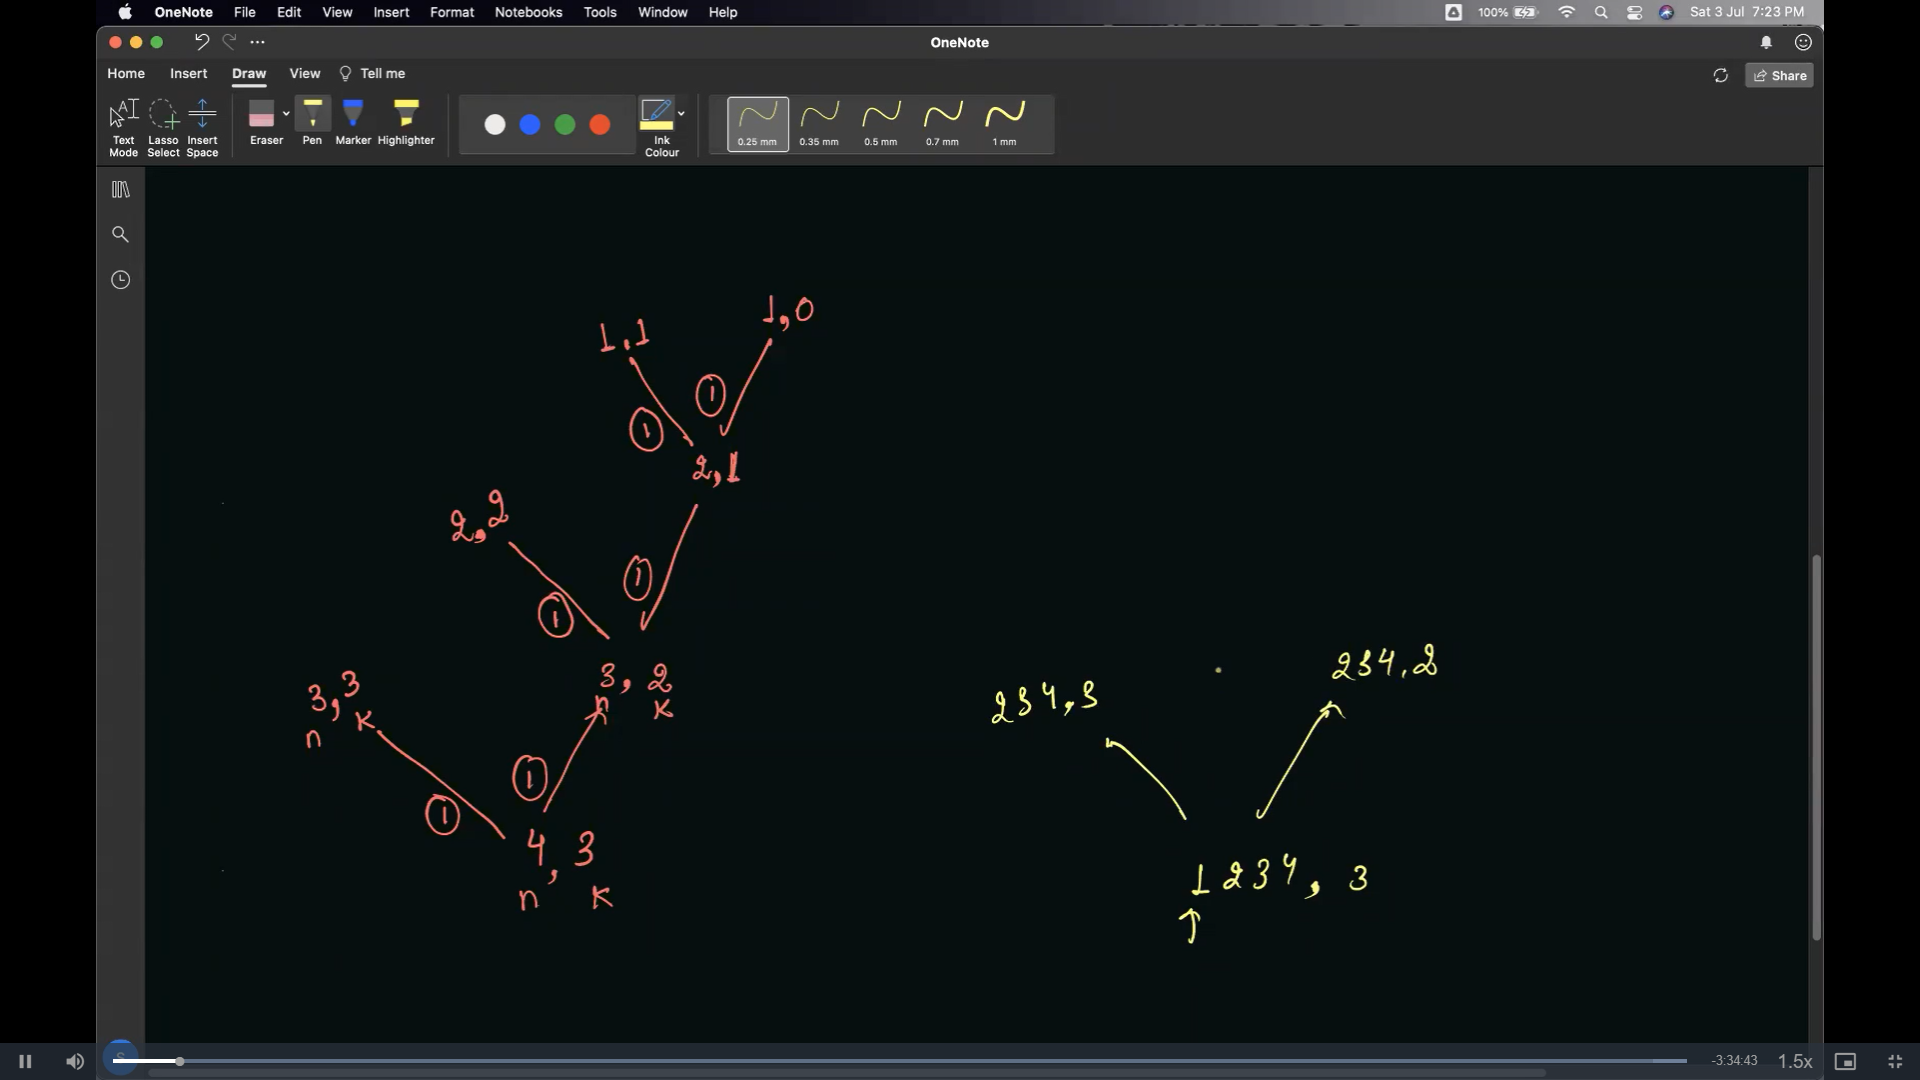 OneNote File Edit View Insert Format Notebooks Tools Window Help 100% Sat 3 Jul 7:23 PM
OneNote
Home Insert Draw View Tell me Share
Text Mode Lasso Select Insert Space Eraser Pen Marker Highlighter Ink Colour 0.25 mm 0.35 mm 0.5 mm 0.7 mm 1 mm
1,1 1,0
1 1
2,1
2,2
1 1
3,3 3,2
n k n k
1 1
4,3
n k
234,3 234,2
1234, 3
S -3:34:43 1.5x